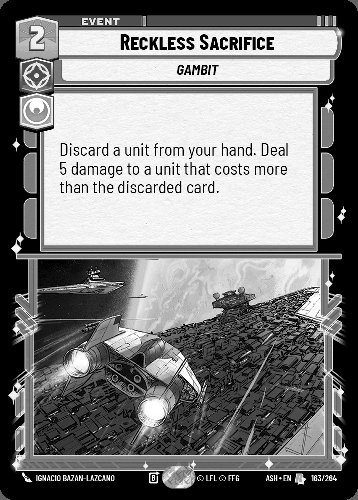 EVENT
2
RECKLESS SACRIFICE
GAMBIT
Discard a unit from your hand. Deal
5 damage to a unit that costs more
than the discarded card.
IGNACIO BAZAN-LAZCANO
© LFL © FFG
ASH • EN
163/264